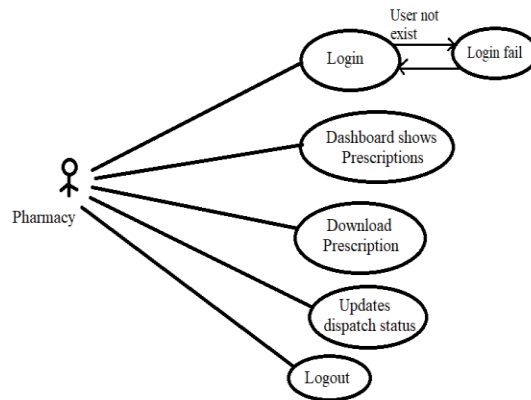 User not
exist
Login
Login fail
Dashboard shows
Prescriptions
Pharmacy
Download
Prescription
Updates
dispatch status
Logout